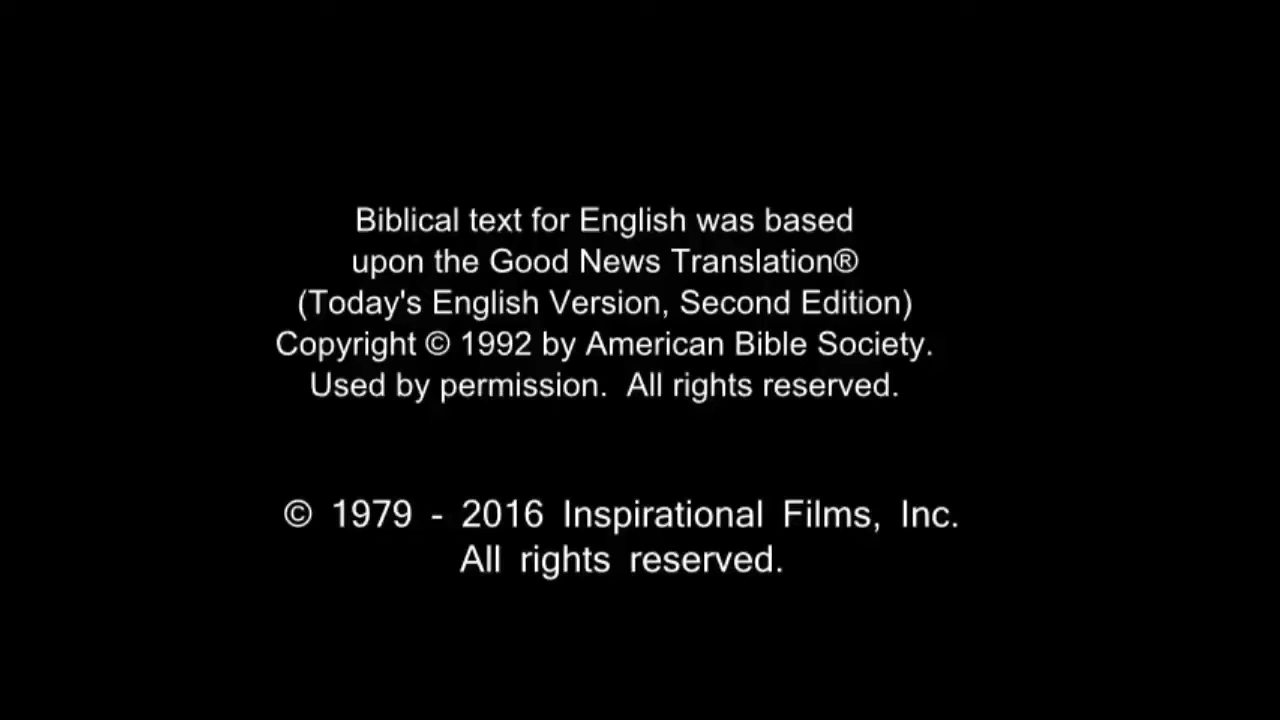 Biblical text for English was based
upon the Good News Translation®
(Today's English Version, Second Edition)
Copyright © 1992 by American Bible Society.
Used by permission.  All rights reserved.
© 1979 - 2016 Inspirational Films, Inc.
All rights reserved.